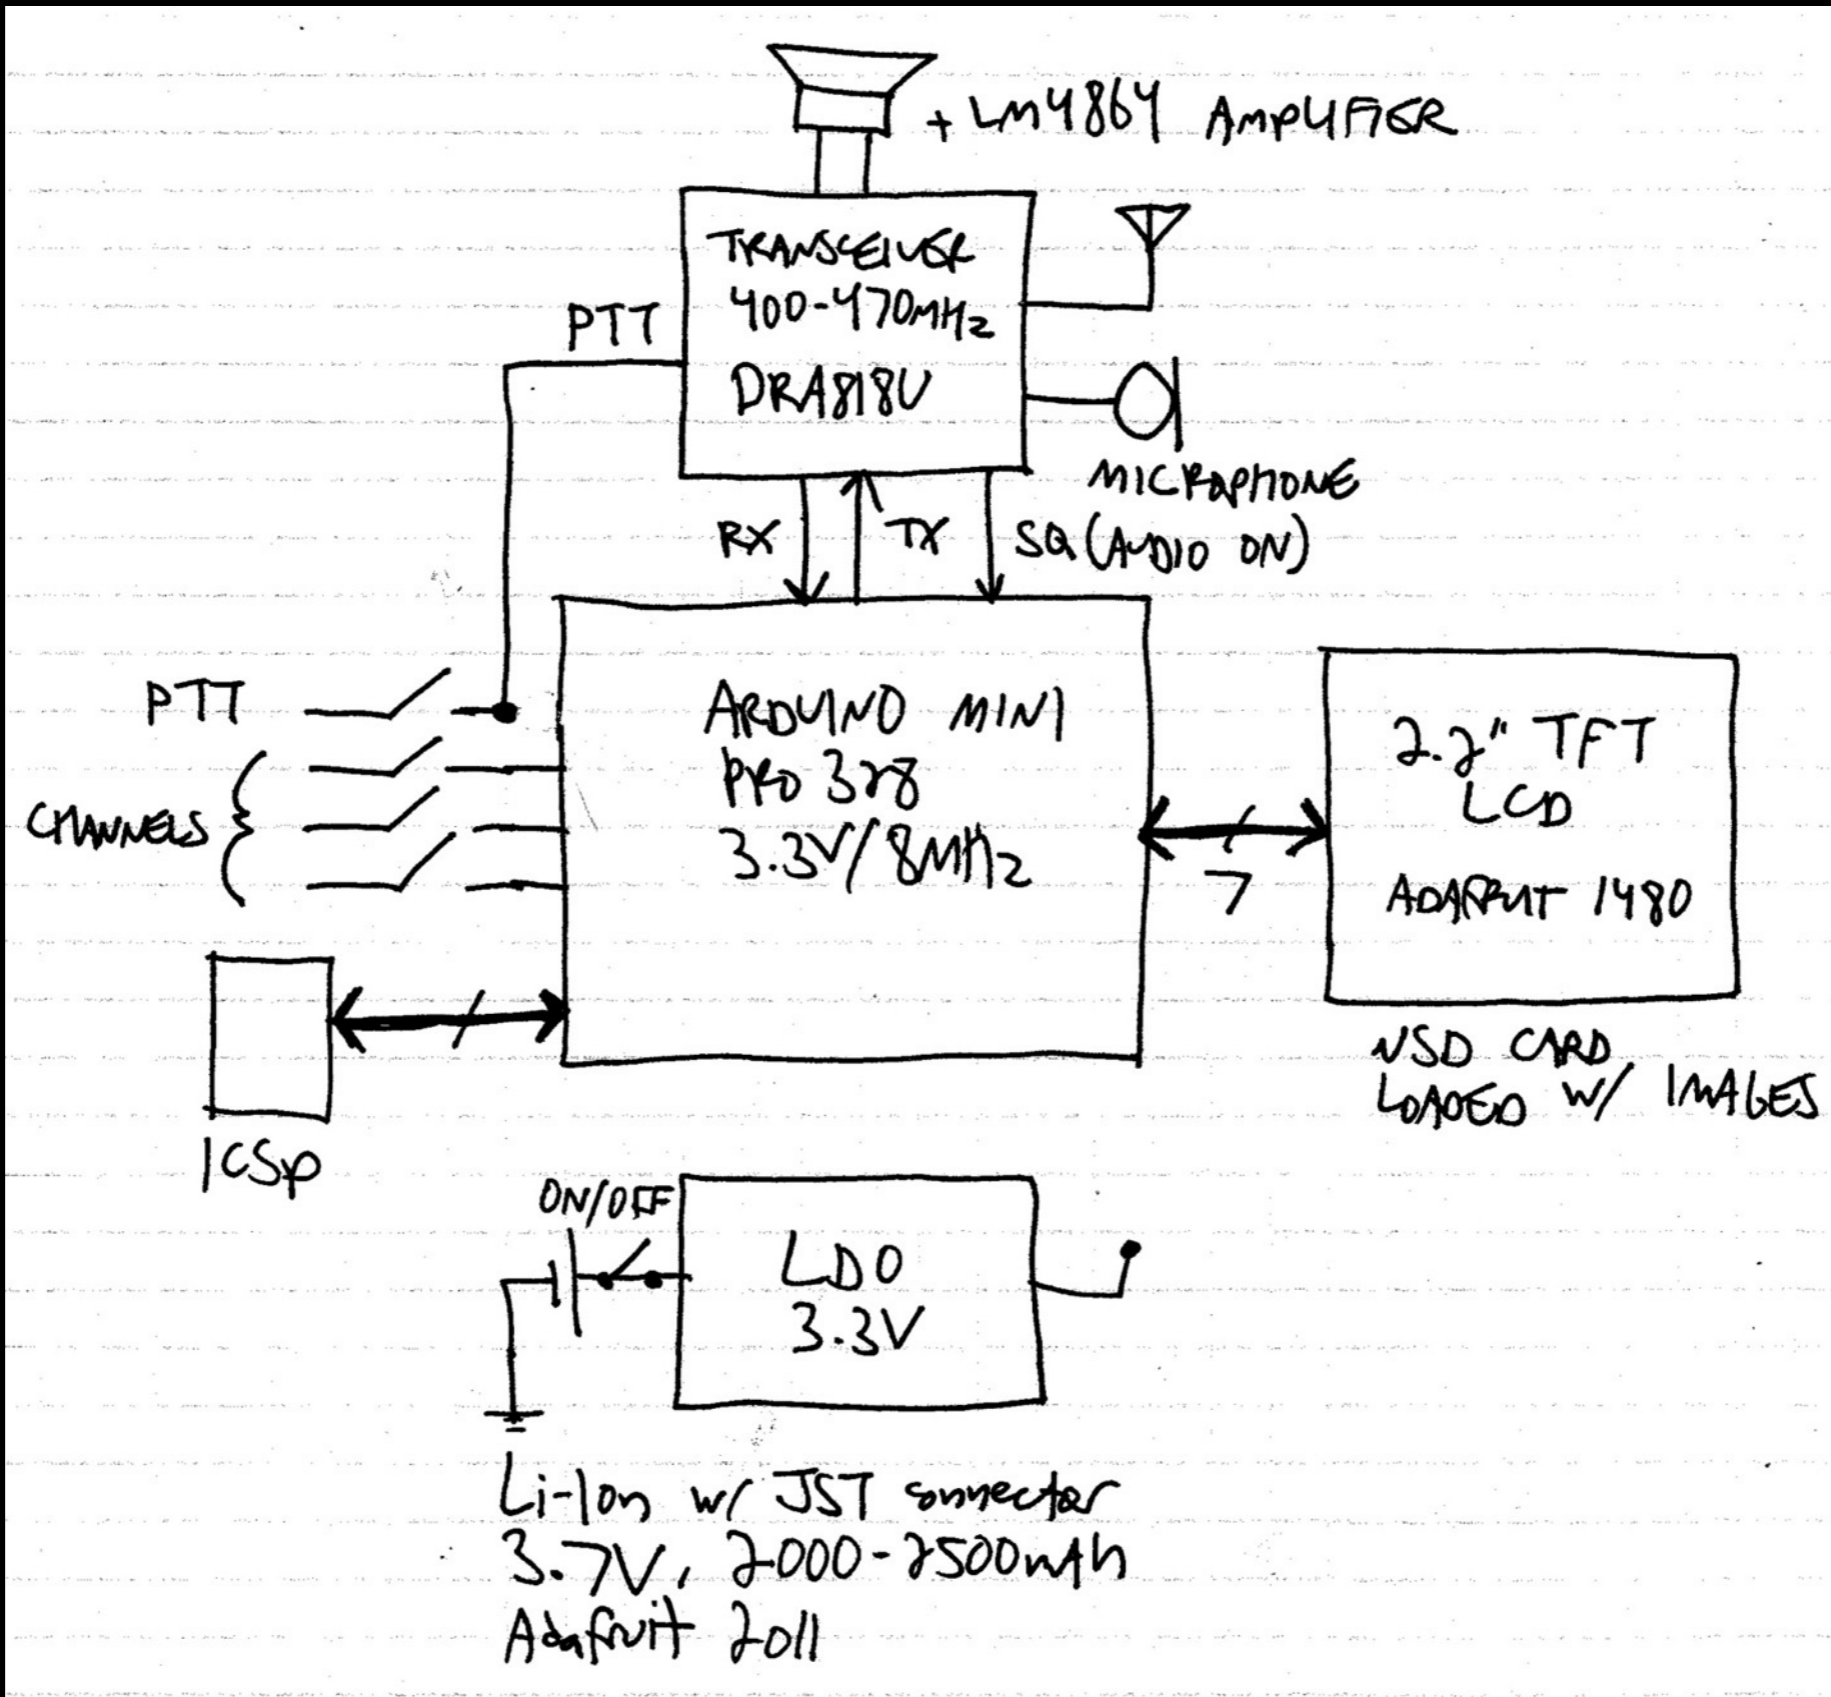 + LM4864 AMPLIFIER
TRANSCEIVER
400-470MHz
DRA818U
PTT
MICROPHONE
RX
TX
SQ (AUDIO ON)
PTT
CHANNELS
ARDUINO MINI
PRO 328
3.3V/8MHz
7
2.2" TFT
LCD
ADAFRUIT 1480
USD CARD
LOADED W/ IMAGES
ICSP
ON/OFF
LDO
3.3V
Li-Ion w/ JST connector
3.7V, 2000-2500mAh
Adafruit 2011